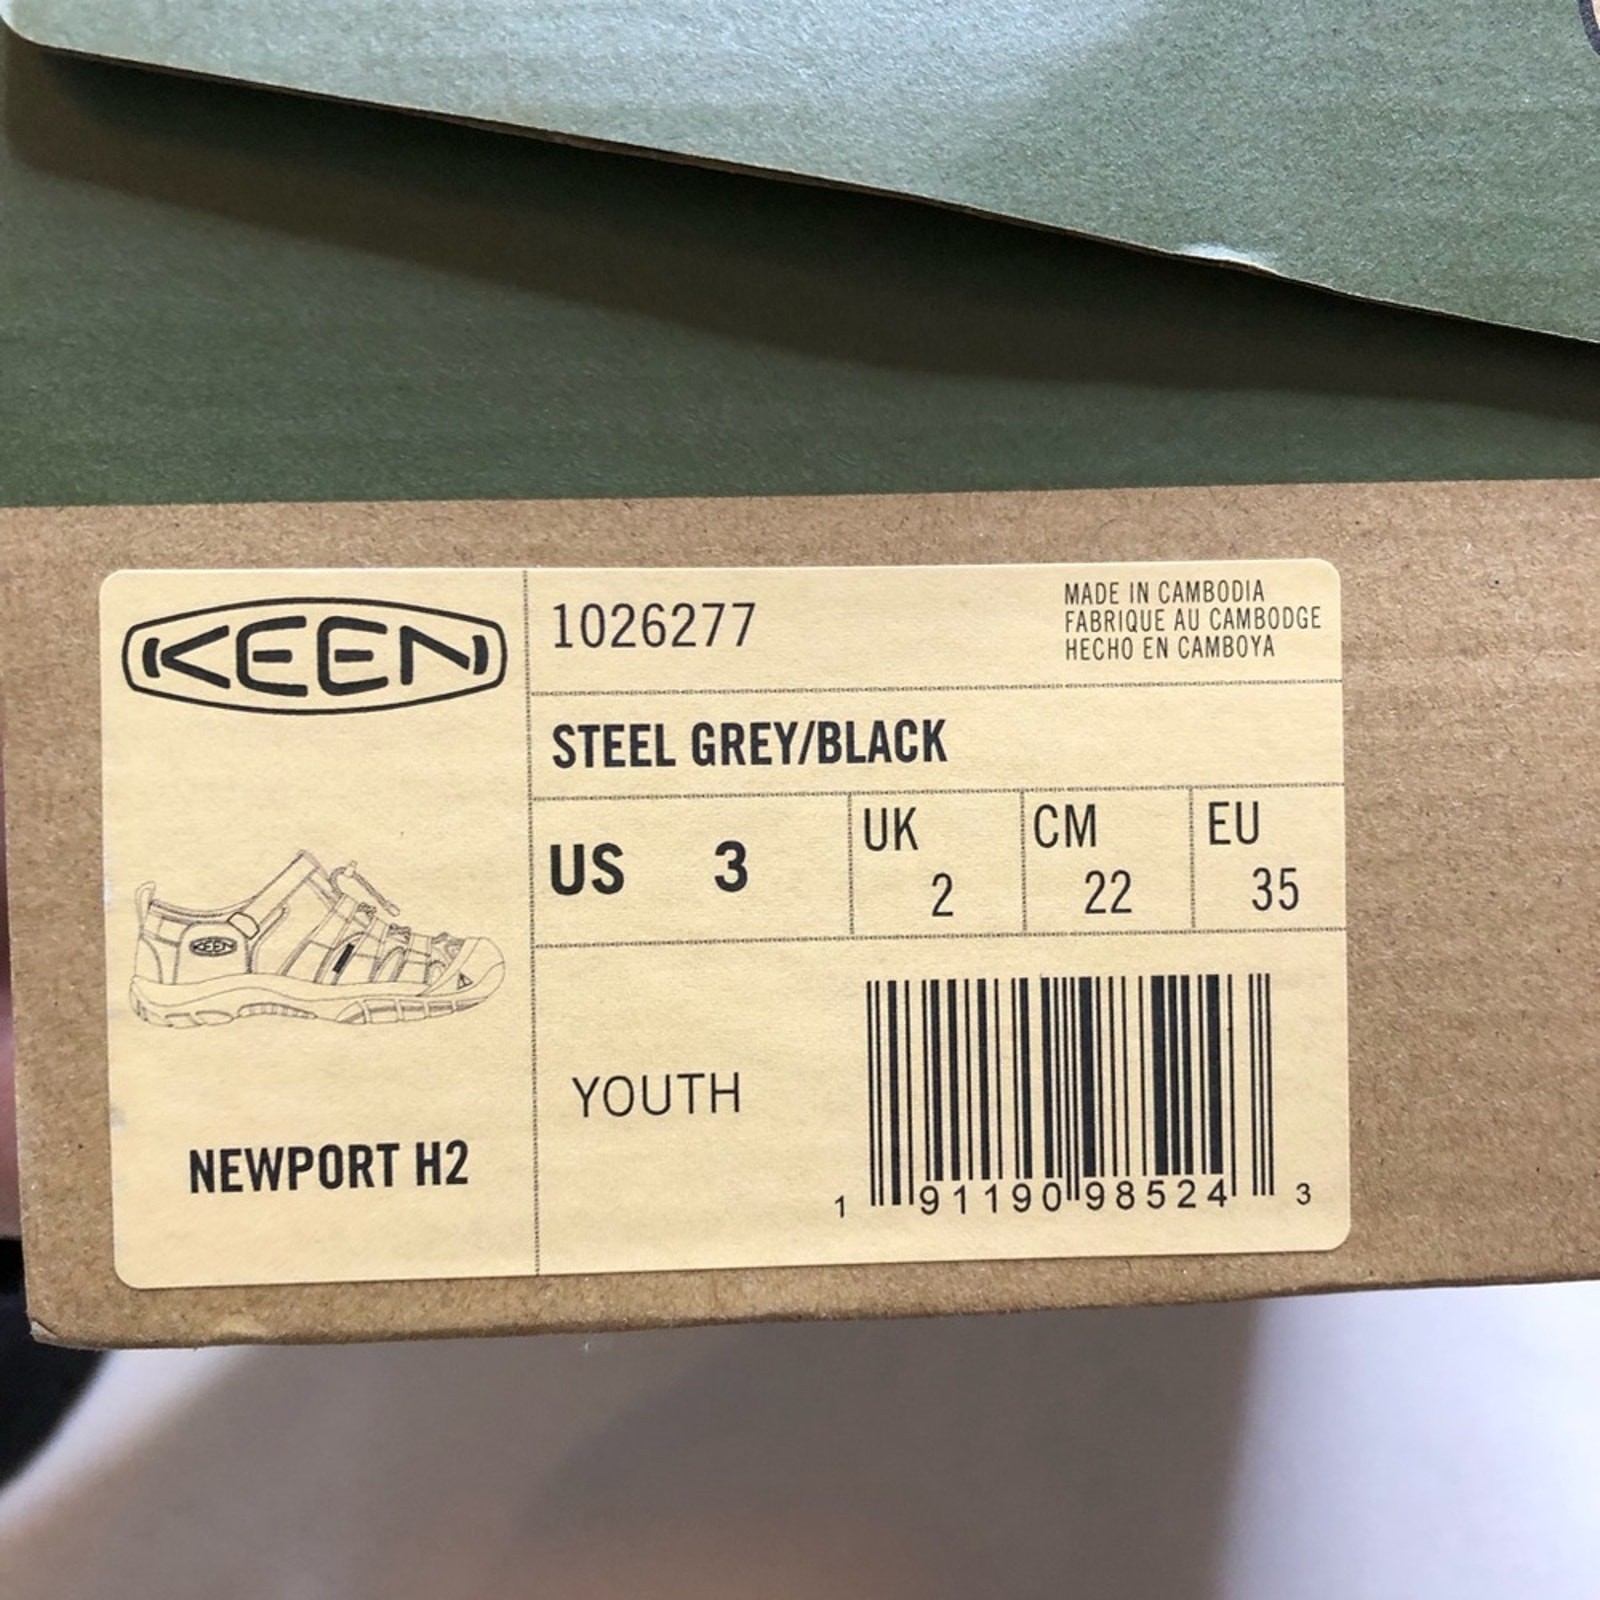 KEEN
1026277
MADE IN CAMBODIA
FABRIQUE AU CAMBODGE
HECHO EN CAMBOYA
STEEL GREY/BLACK
US 3
UK 2
CM 22
EU 35
KEEN
NEWPORT H2
YOUTH
1 91190 98524 3